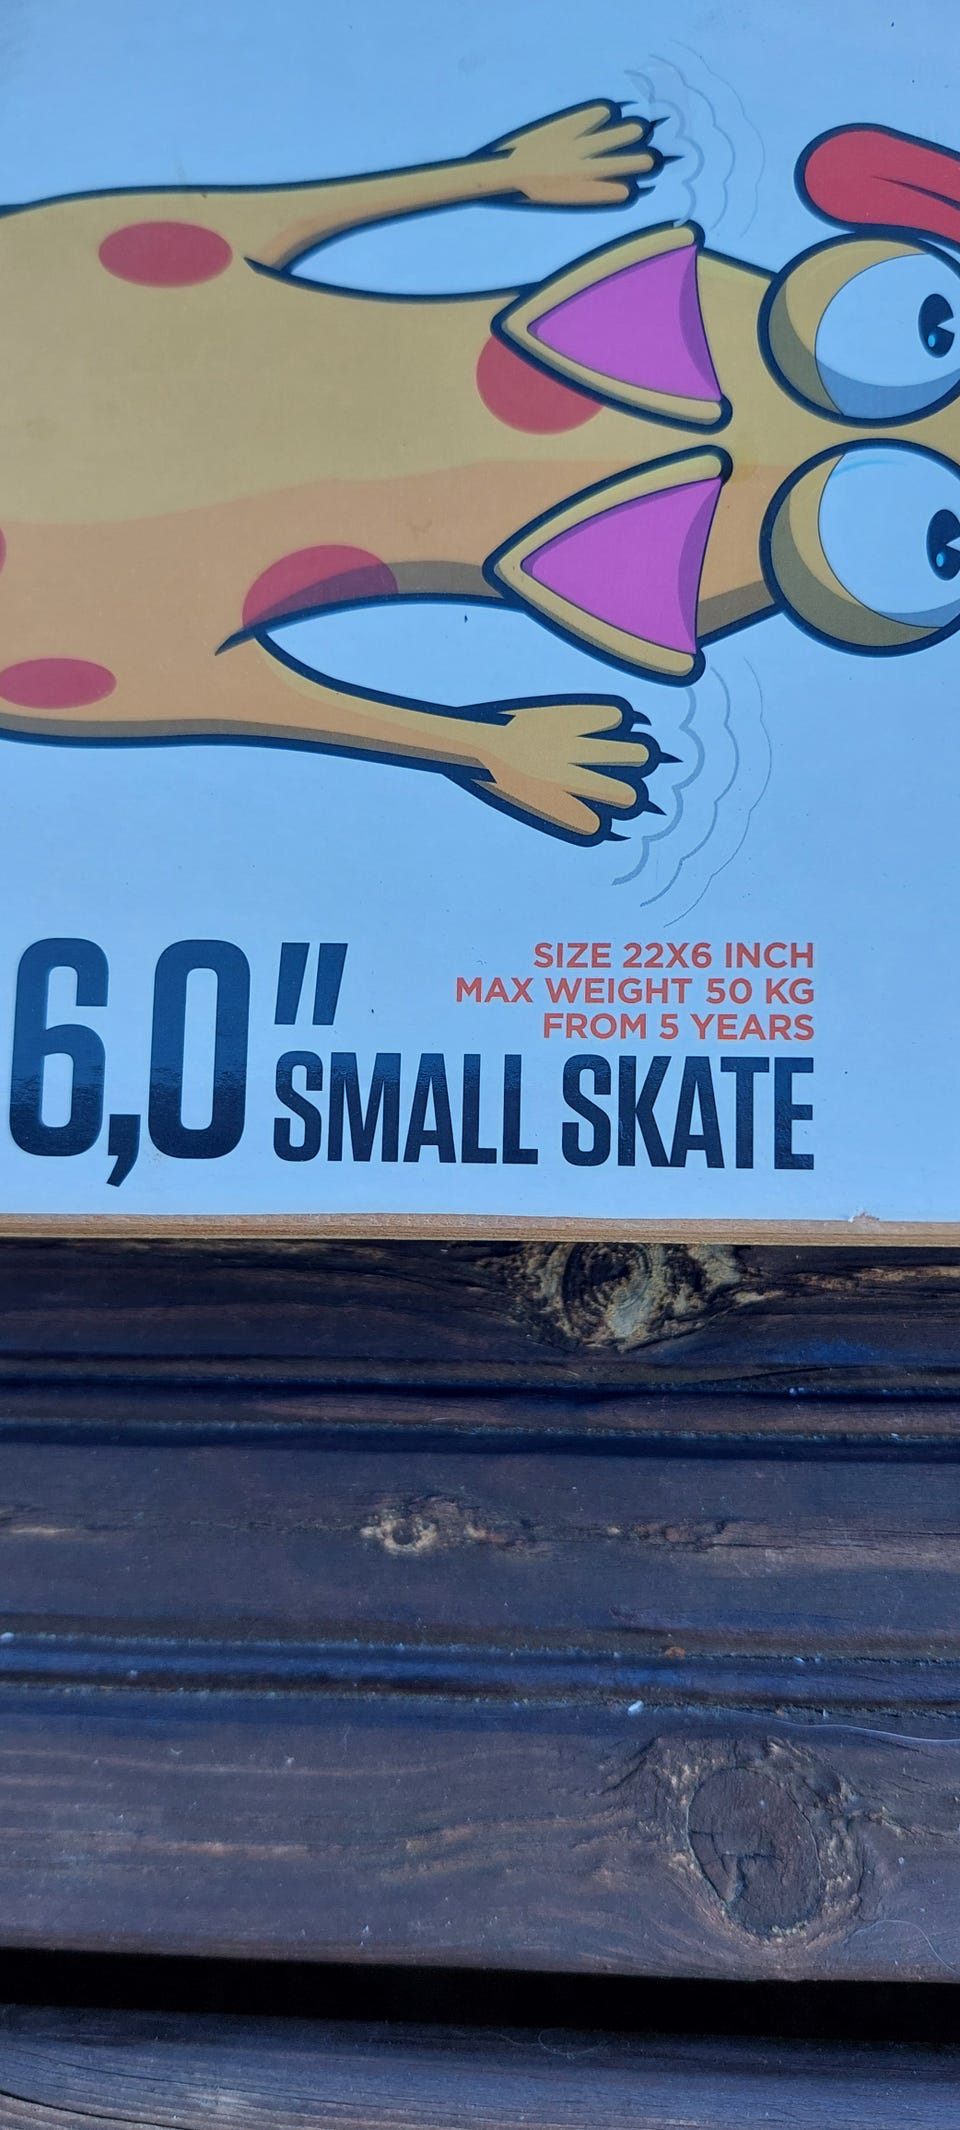 6,0"
SIZE 22X6 INCH
MAX WEIGHT 50 KG
FROM 5 YEARS
SMALL SKATE